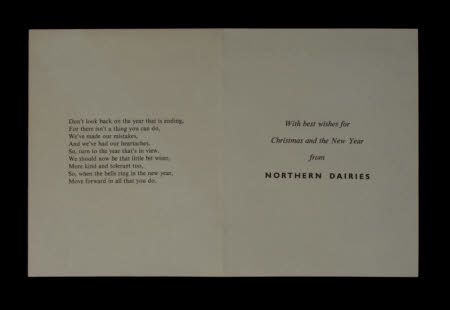 Don't look back on the year that is ending,
For there isn't a thing you can do,
We've made our mistakes,
And we've had our heartaches,
So, turn to the year that's in view.
We should now be that little bit wiser,
More kind and tolerant too,
So, when the bells ring in the new year,
Move forward in all that you do.
With best wishes for
Christmas and the New Year
from
NORTHERN DAIRIES